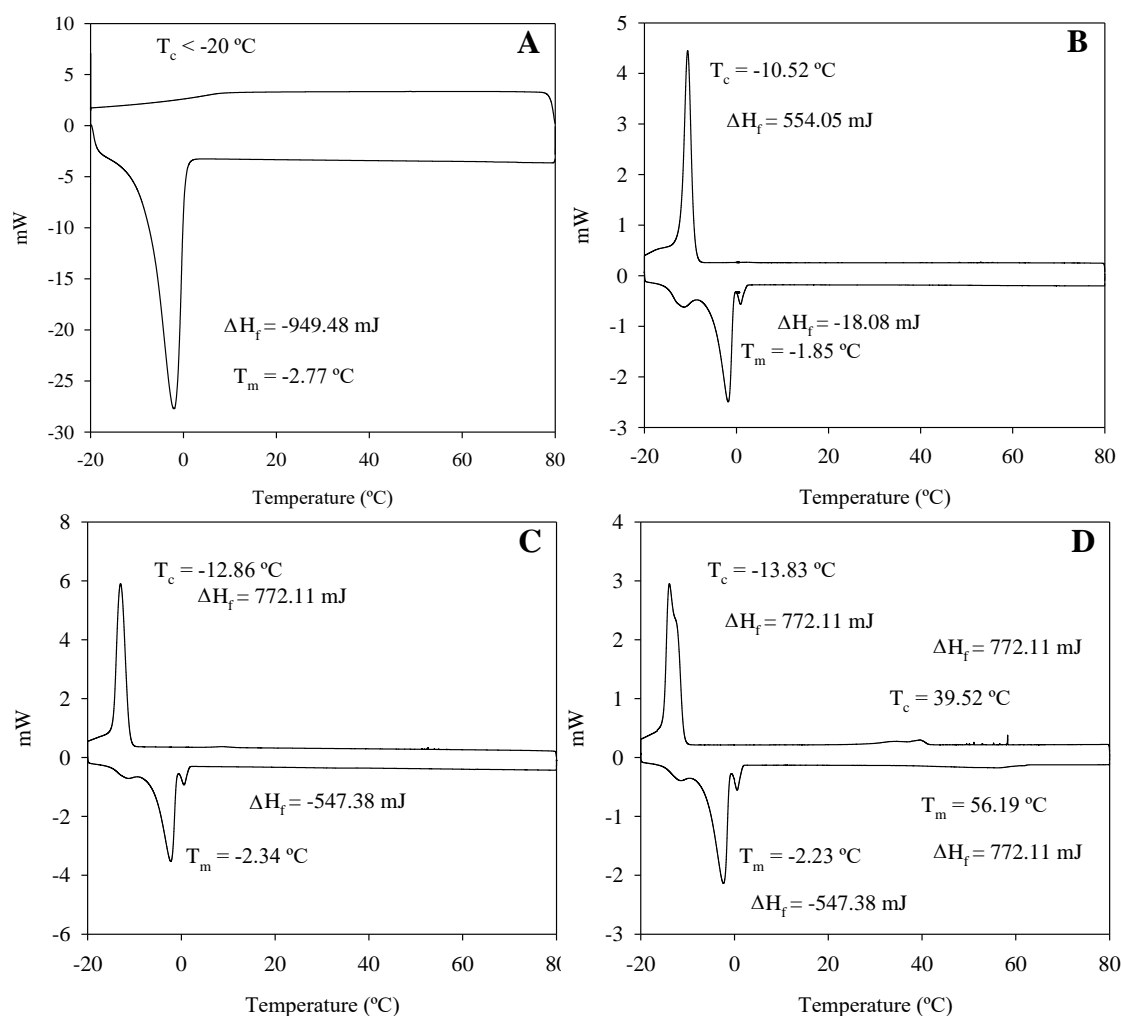 A
T_c < -20 ºC
ΔH_f = -949.48 mJ
T_m = -2.77 ºC
10
5
0
-5
-10
-15
-20
-25
-30
mW
-20 0 20 40 60 80
Temperature (ºC)
B
T_c = -10.52 ºC
ΔH_f = 554.05 mJ
ΔH_f = -18.08 mJ
T_m = -1.85 ºC
5
4
3
2
1
0
-1
-2
-3
mW
-20 0 20 40 60 80
Temperature (ºC)
C
T_c = -12.86 ºC
ΔH_f = 772.11 mJ
ΔH_f = -547.38 mJ
T_m = -2.34 ºC
8
6
4
2
0
-2
-4
-6
mW
-20 0 20 40 60 80
Temperature (ºC)
D
T_c = -13.83 ºC
ΔH_f = 772.11 mJ
ΔH_f = 772.11 mJ
T_c = 39.52 ºC
T_m = 56.19 ºC
T_m = -2.23 ºC
ΔH_f = 772.11 mJ
ΔH_f = -547.38 mJ
4
3
2
1
0
-1
-2
-3
mW
-20 0 20 40 60 80
Temperature (ºC)